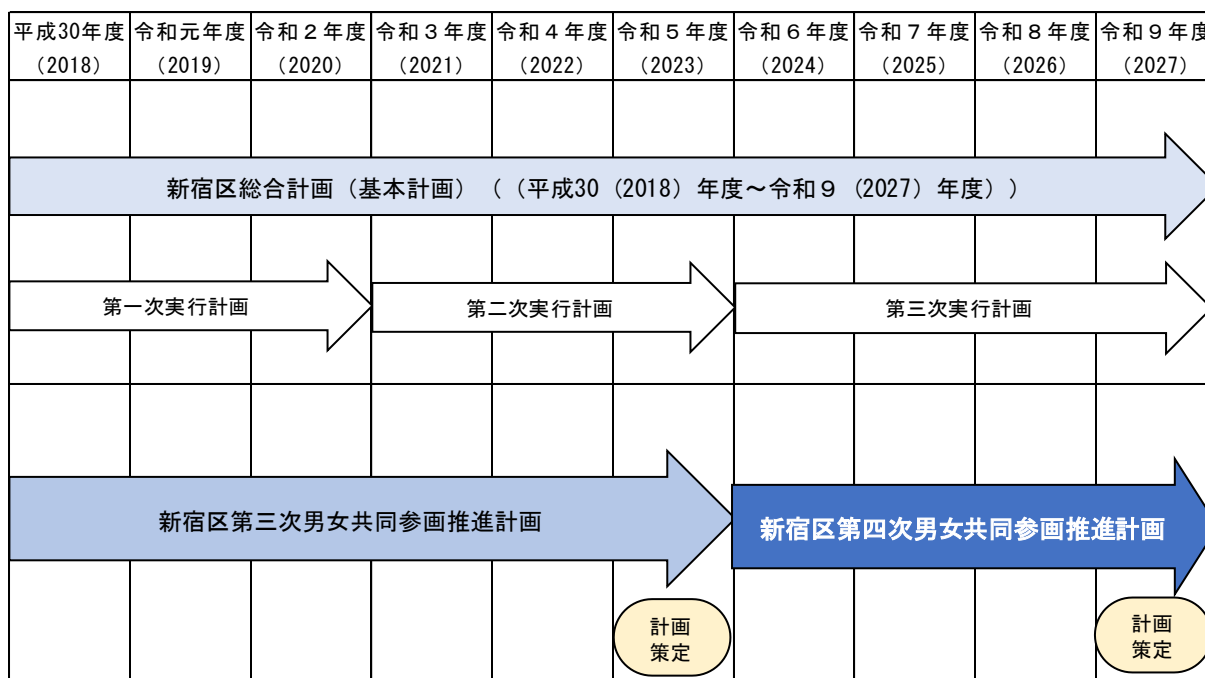 平成30年度 令和元年度 令和２年度 令和３年度 令和４年度 令和５年度 令和６年度 令和７年度 令和８年度 令和９年度
（2018） （2019） （2020） （2021） （2022） （2023） （2024） （2025） （2026） （2027）
新宿区総合計画（基本計画）（（平成30（2018）年度～令和９（2027）年度））
第一次実行計画 第二次実行計画 第三次実行計画
新宿区第三次男女共同参画推進計画 新宿区第四次男女共同参画推進計画
計画 計画
策定 策定